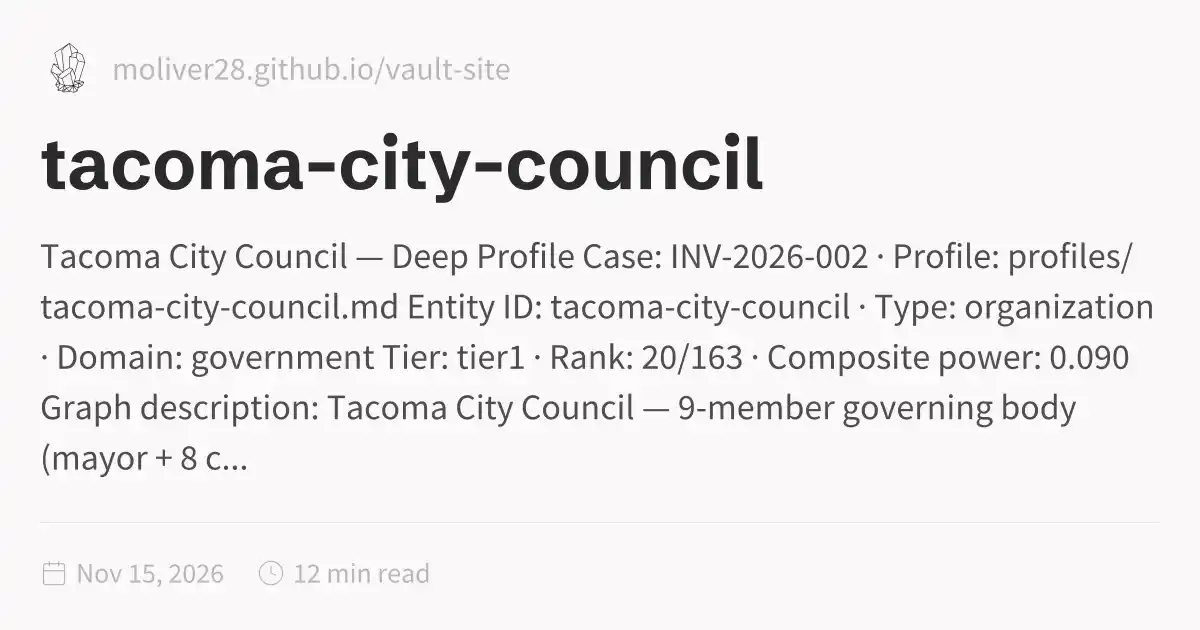 moliver28.github.io/vault-site
tacoma-city-council
Tacoma City Council — Deep Profile Case: INV-2026-002 · Profile: profiles/
tacoma-city-council.md Entity ID: tacoma-city-council · Type: organization
· Domain: government Tier: tier1 · Rank: 20/163 · Composite power: 0.090
Graph description: Tacoma City Council — 9-member governing body
(mayor + 8 c...
Nov 15, 2026 12 min read